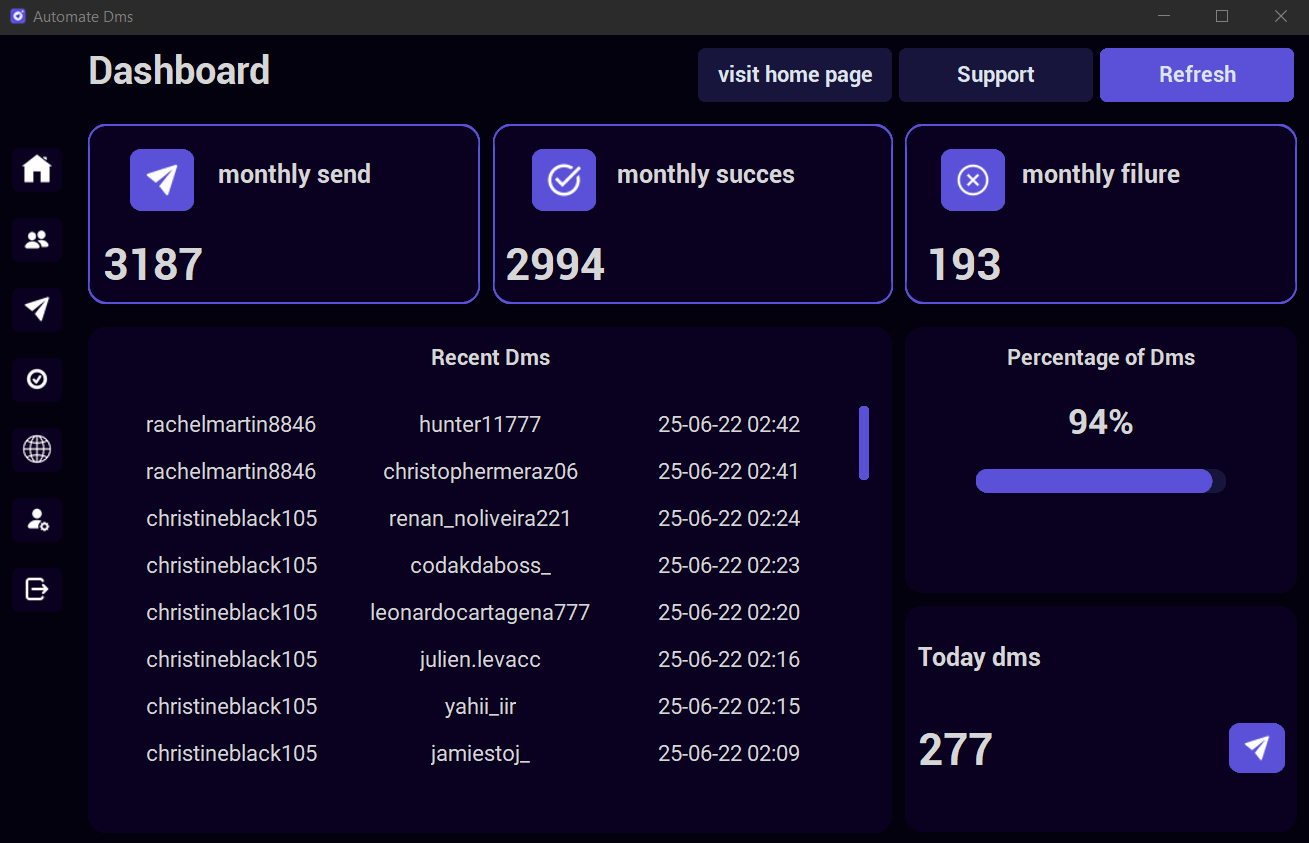 Automate Dms
Dashboard
visit home page
Support
Refresh
monthly send
3187
monthly succes
2994
monthly filure
193
Recent Dms
rachelmartin8846 hunter11777 25-06-22 02:42
rachelmartin8846 christophermeraz06 25-06-22 02:41
christineblack105 renan_noliveira221 25-06-22 02:24
christineblack105 codakdaboss_ 25-06-22 02:23
christineblack105 leonardocartagena777 25-06-22 02:20
christineblack105 julien.levacc 25-06-22 02:16
christineblack105 yahii_iir 25-06-22 02:15
christineblack105 jamiestoj_ 25-06-22 02:09
Percentage of Dms
94%
Today dms
277